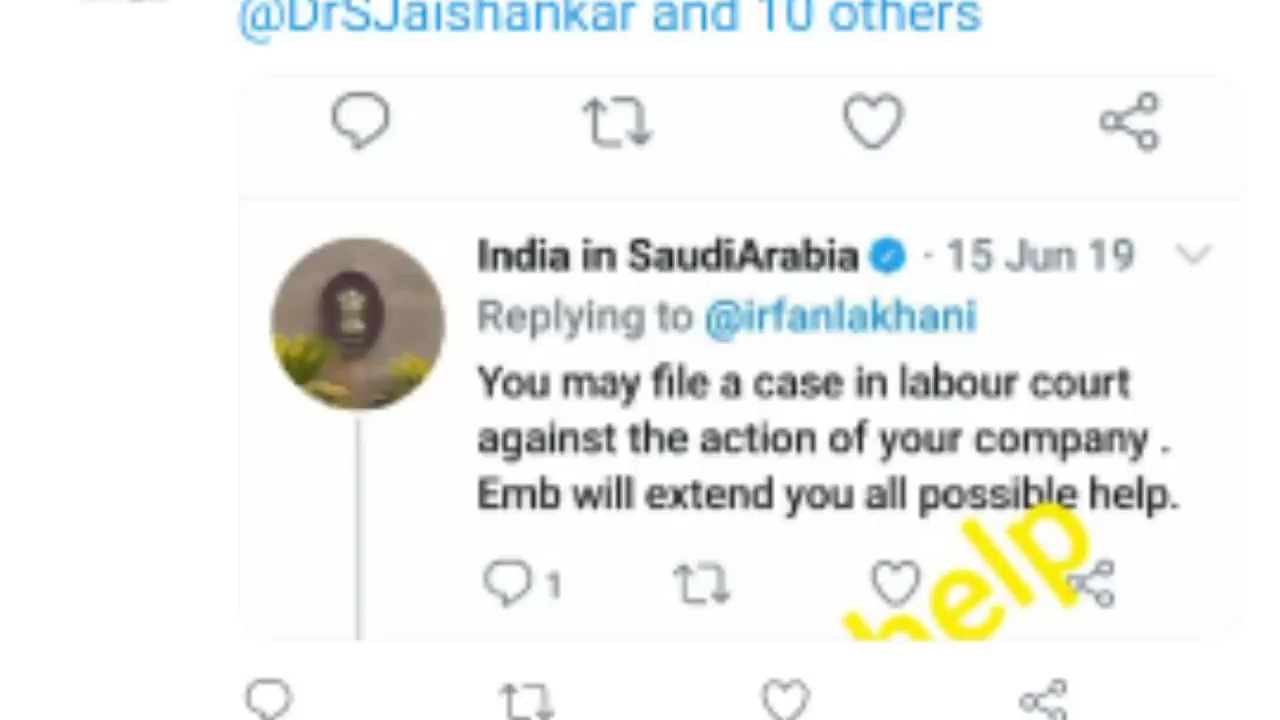 @DrSJaishankar and 10 others
India in SaudiArabia · 15 Jun 19
Replying to @irfanlakhani
You may file a case in labour court
against the action of your company .
Emb will extend you all possible help.
1
help